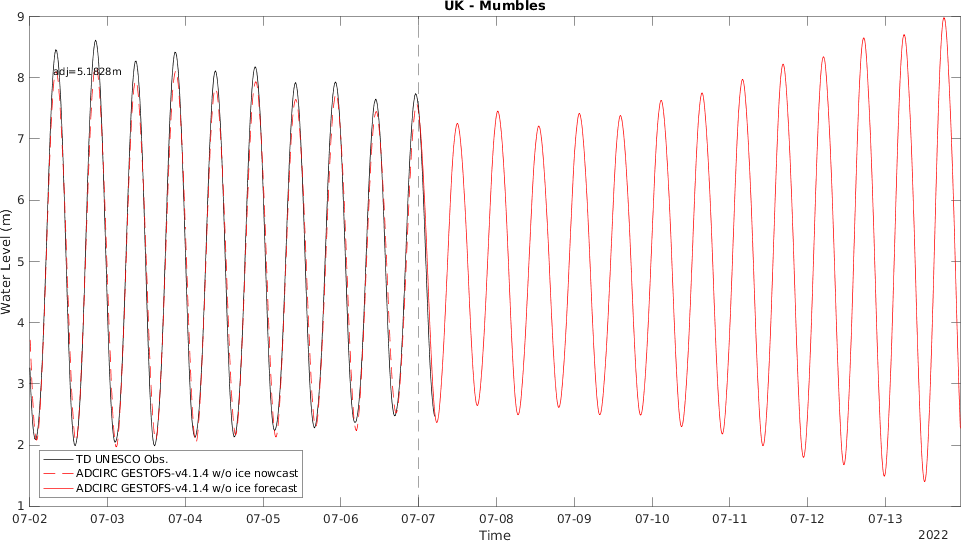 UK - Mumbles
9
8
7
6
5
4
3
2
1
Water Level (m)
adj=5.1828m
TD UNESCO Obs.
ADCIRC GESTOFS-v4.1.4 w/o ice nowcast
ADCIRC GESTOFS-v4.1.4 w/o ice forecast
07-02 07-03 07-04 07-05 07-06 07-07 07-08 07-09 07-10 07-11 07-12 07-13
Time
2022